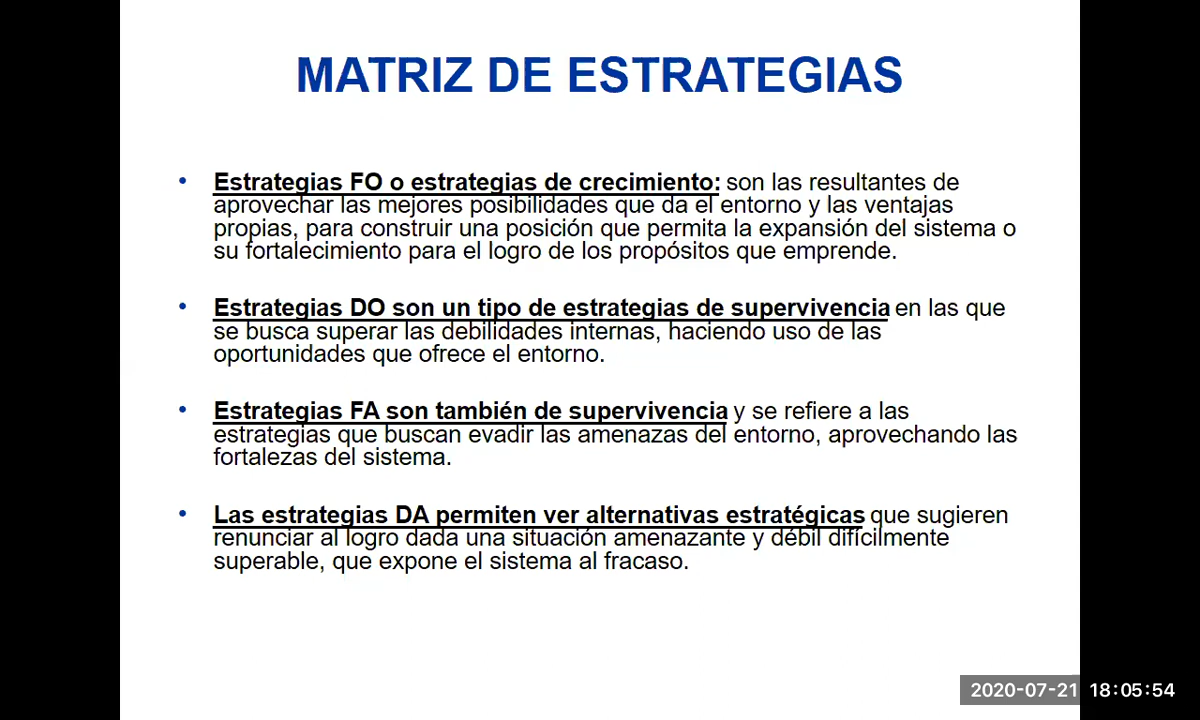 MATRIZ DE ESTRATEGIAS
• Estrategias FO o estrategias de crecimiento: son las resultantes de
aprovechar las mejores posibilidades que da el entorno y las ventajas
propias, para construir una posición que permita la expansión del sistema o
su fortalecimiento para el logro de los propósitos que emprende.
• Estrategias DO son un tipo de estrategias de supervivencia en las que
se busca superar las debilidades internas, haciendo uso de las
oportunidades que ofrece el entorno.
• Estrategias FA son también de supervivencia y se refiere a las
estrategias que buscan evadir las amenazas del entorno, aprovechando las
fortalezas del sistema.
• Las estrategias DA permiten ver alternativas estratégicas que sugieren
renunciar al logro dada una situación amenazante y débil difícilmente
superable, que expone el sistema al fracaso.
2020-07-21 18:05:54